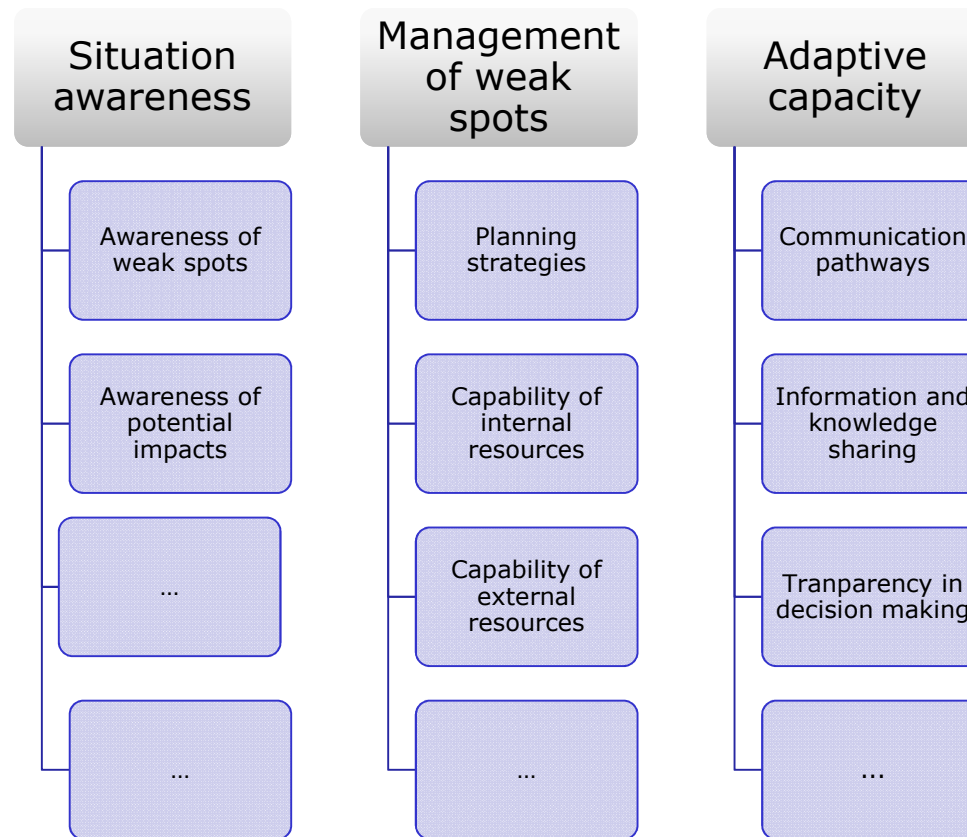 Situation
awareness
Awareness of
weak spots
Awareness of
potential
impacts
...
...
Management
of weak
spots
Planning
strategies
Capability of
internal
resources
Capability of
external
resources
...
Adaptive
capacity
Communication
pathways
Information and
knowledge
sharing
Tranparency in
decision making
...